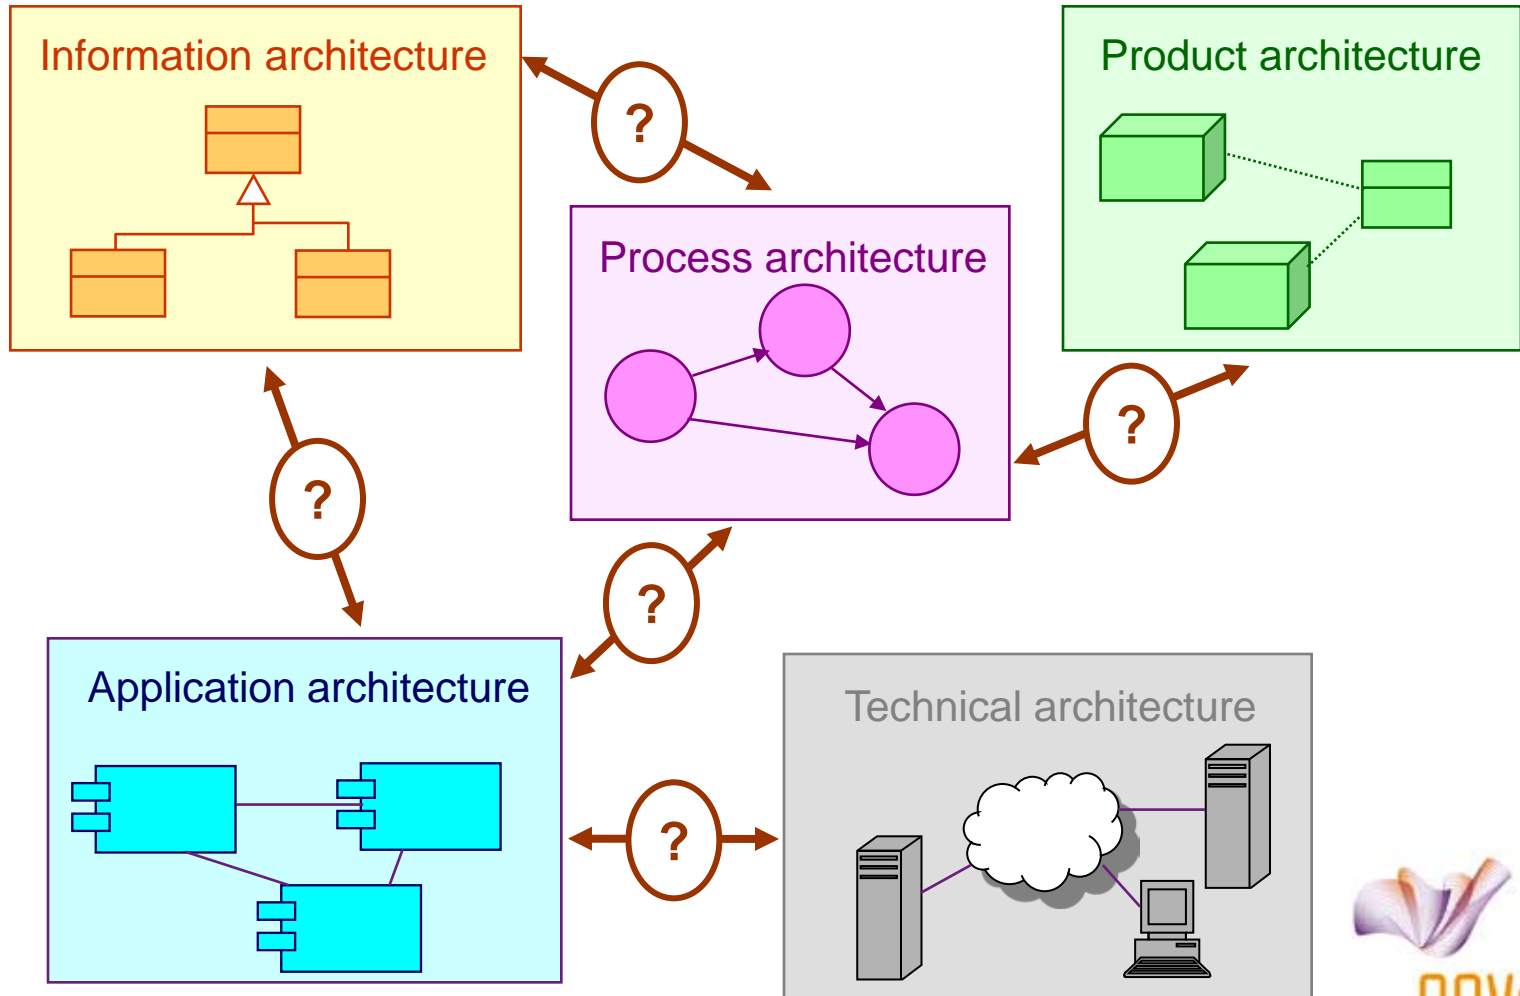 Information architecture
?
Product architecture
Process architecture
?
?
?
Application architecture
Technical architecture
?